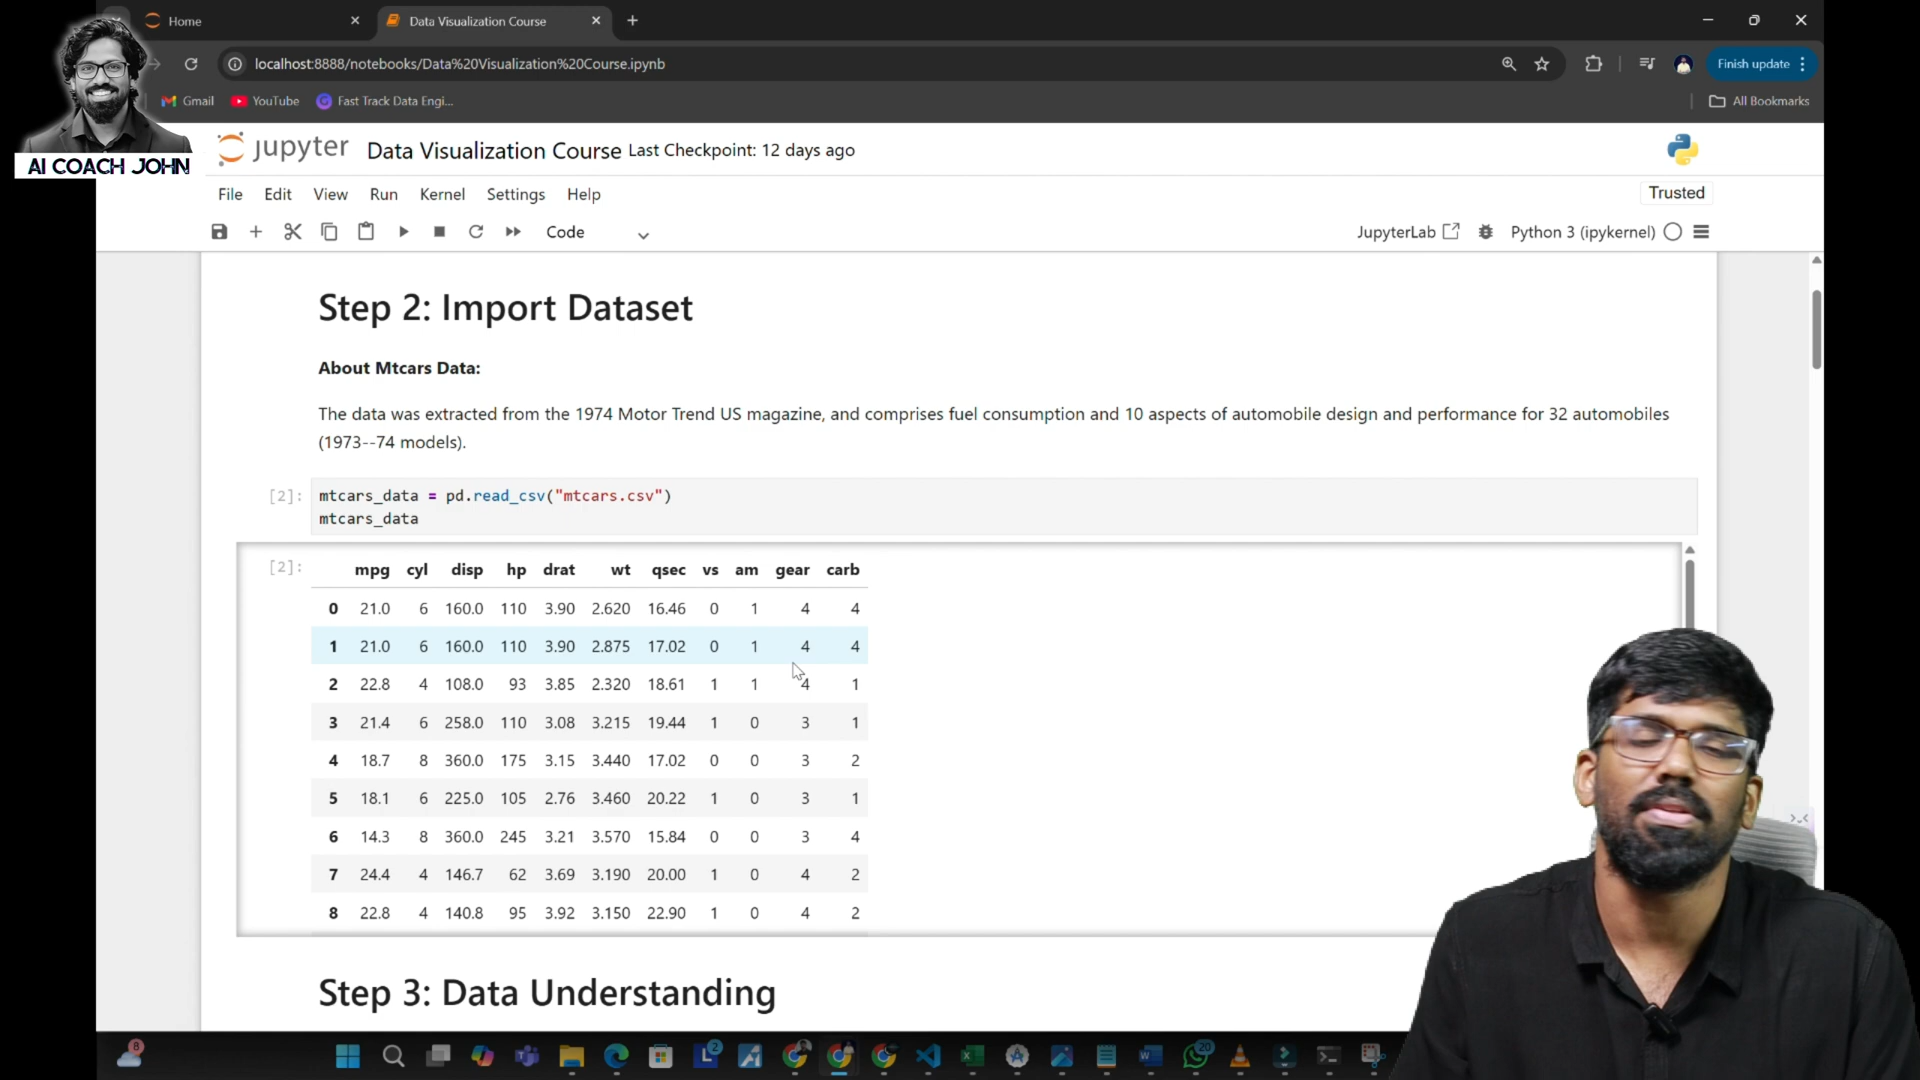 Home
Data Visualization Course
localhost:8888/notebooks/Data%20Visualization%20Course.ipynb
Finish update
Gmail
YouTube
Fast Track Data Engi...
All Bookmarks
AI COACH JOHN
jupyter
Data Visualization Course Last Checkpoint: 12 days ago
File Edit View Run Kernel Settings Help
Trusted
Code
JupyterLab
Python 3 (ipykernel)
Step 2: Import Dataset
About Mtcars Data:
The data was extracted from the 1974 Motor Trend US magazine, and comprises fuel consumption and 10 aspects of automobile design and performance for 32 automobiles
(1973--74 models).
[2]: mtcars_data = pd.read_csv("mtcars.csv")
mtcars_data
[2]: mpg cyl disp hp drat wt qsec vs am gear carb
0 21.0 6 160.0 110 3.90 2.620 16.46 0 1 4 4
1 21.0 6 160.0 110 3.90 2.875 17.02 0 1 4 4
2 22.8 4 108.0 93 3.85 2.320 18.61 1 1 4 1
3 21.4 6 258.0 110 3.08 3.215 19.44 1 0 3 1
4 18.7 8 360.0 175 3.15 3.440 17.02 0 0 3 2
5 18.1 6 225.0 105 2.76 3.460 20.22 1 0 3 1
6 14.3 8 360.0 245 3.21 3.570 15.84 0 0 3 4
7 24.4 4 146.7 62 3.69 3.190 20.00 1 0 4 2
8 22.8 4 140.8 95 3.92 3.150 22.90 1 0 4 2
Step 3: Data Understanding
8
L 2
20